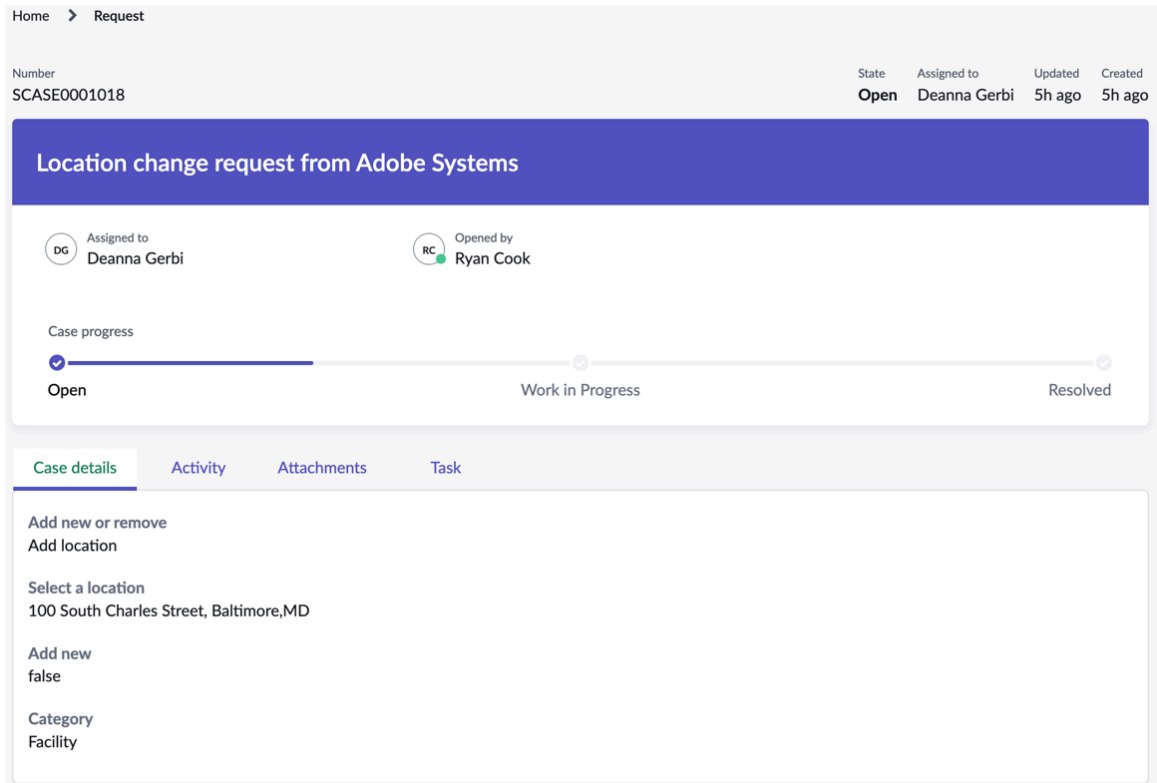 Home > Request
Number
SCASE0001018
State
Open
Assigned to
Deanna Gerbi
Updated
5h ago
Created
5h ago
Location change request from Adobe Systems
DG
Assigned to
Deanna Gerbi
RC
Opened by
Ryan Cook
Case progress
Open
Work in Progress
Resolved
Case details
Activity
Attachments
Task
Add new or remove
Add location
Select a location
100 South Charles Street, Baltimore,MD
Add new
false
Category
Facility